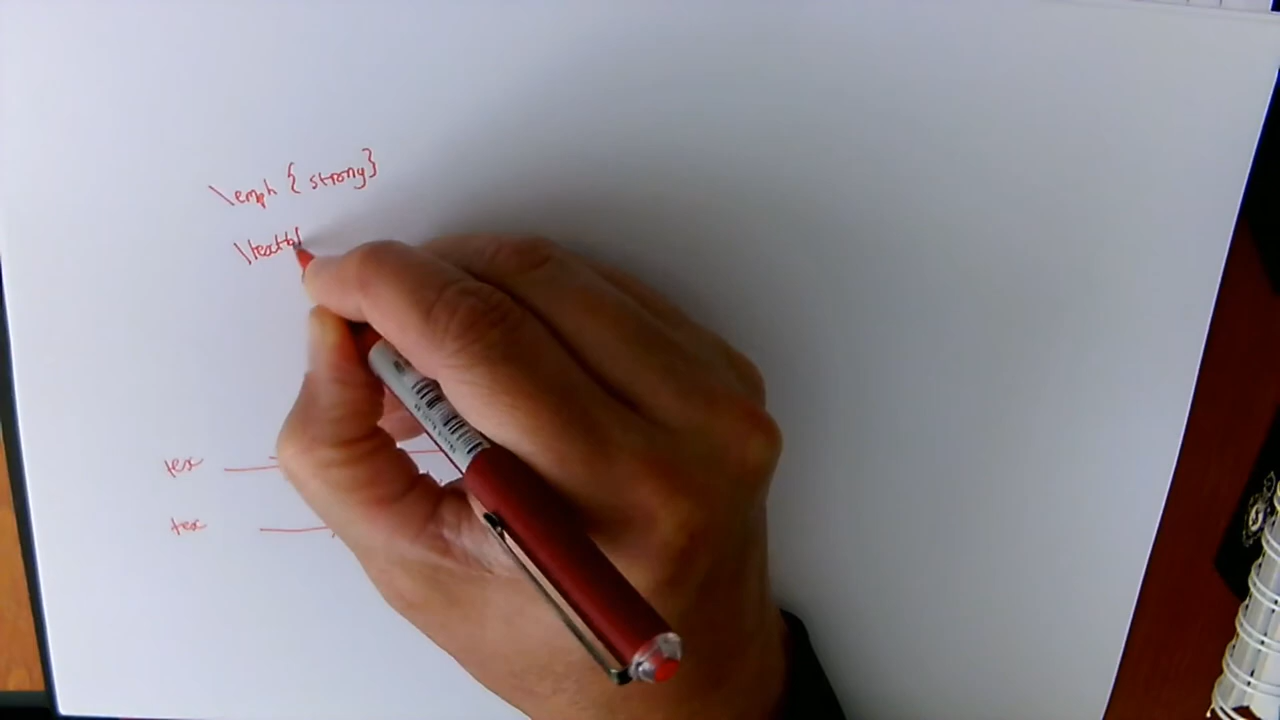 \emph { strong}
\textbf
tex
tex